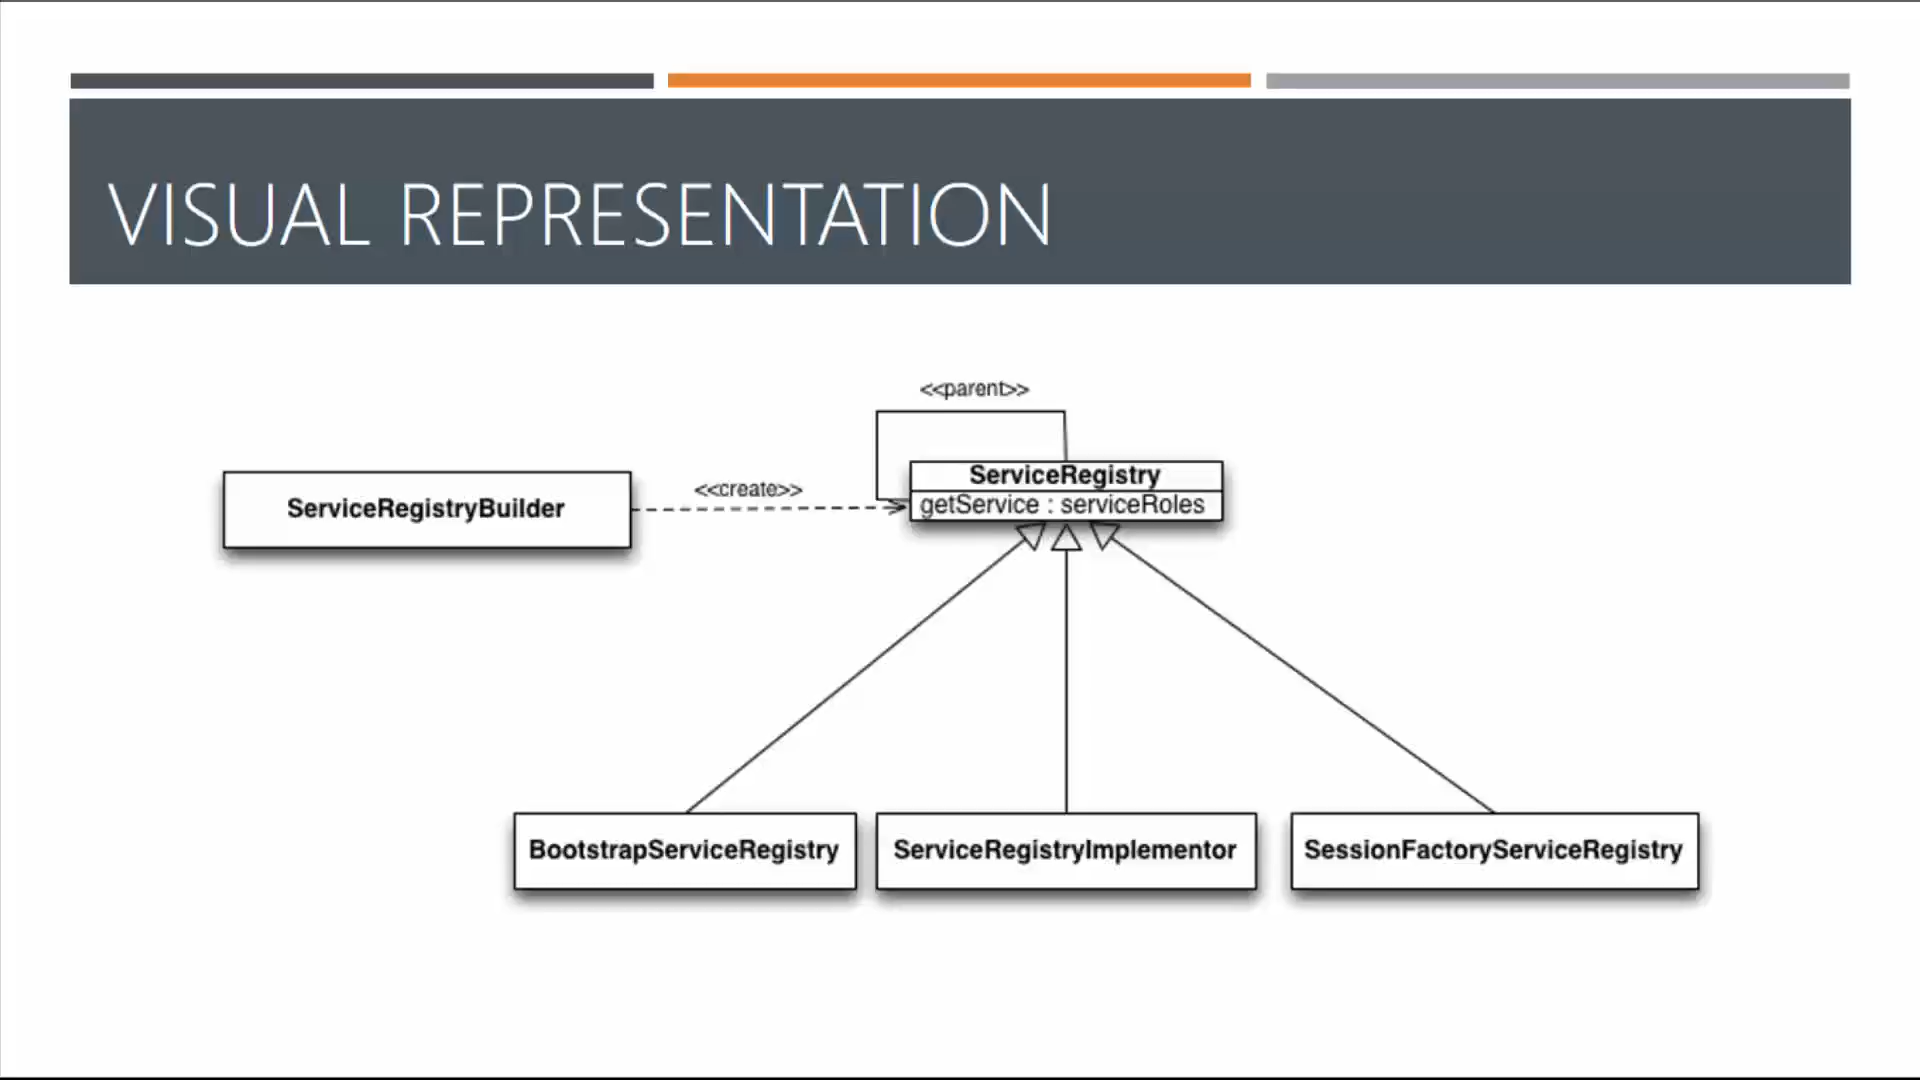 VISUAL REPRESENTATION
<<parent>>
ServiceRegistryBuilder
<<create>>
ServiceRegistry
getService : serviceRoles
BootstrapServiceRegistry
ServiceRegistryImplementor
SessionFactoryServiceRegistry